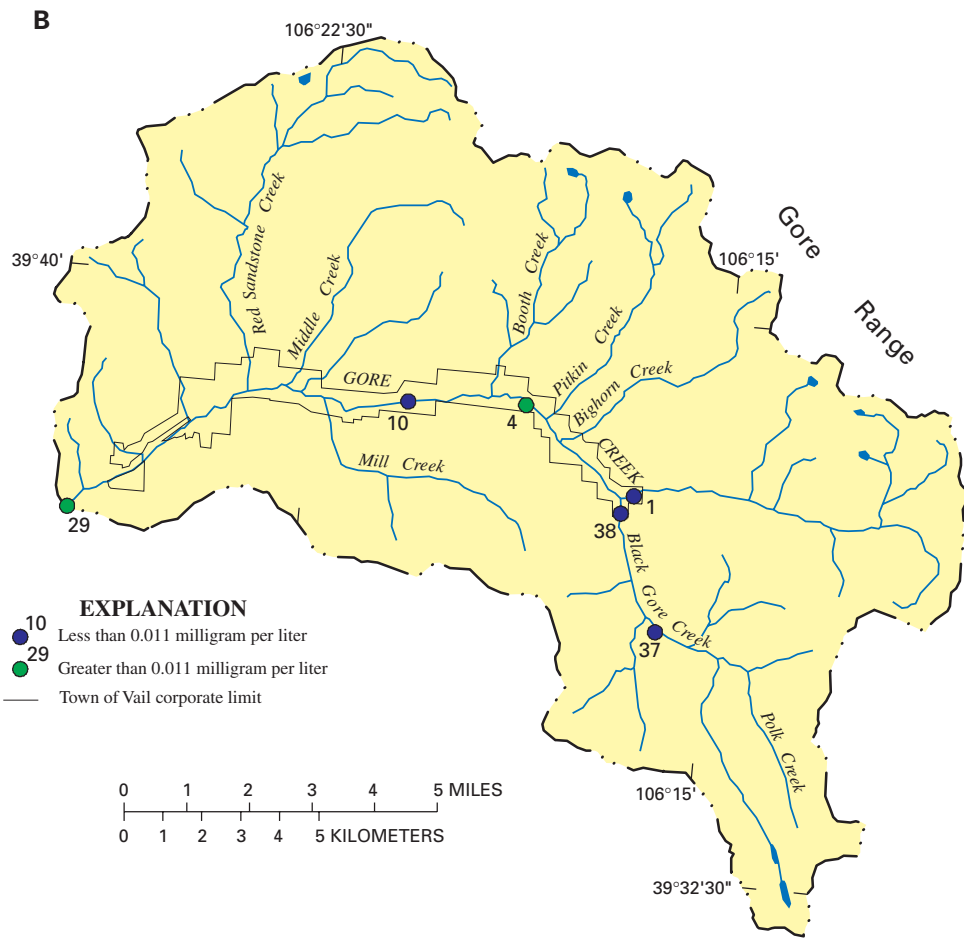 B
106°22'30"
Gore
Range
39°40'
106°15'
Red Sandstone Creek
Middle Creek
Booth Creek
Pitkin Creek
Bighorn Creek
GORE
CREEK
10
4
Mill Creek
1
38
29
Black Gore Creek
37
Polk Creek
EXPLANATION
10
Less than 0.011 milligram per liter
29
Greater than 0.011 milligram per liter
Town of Vail corporate limit
0 1 2 3 4 5 MILES
0 1 2 3 4 5 KILOMETERS
106°15'
39°32'30"